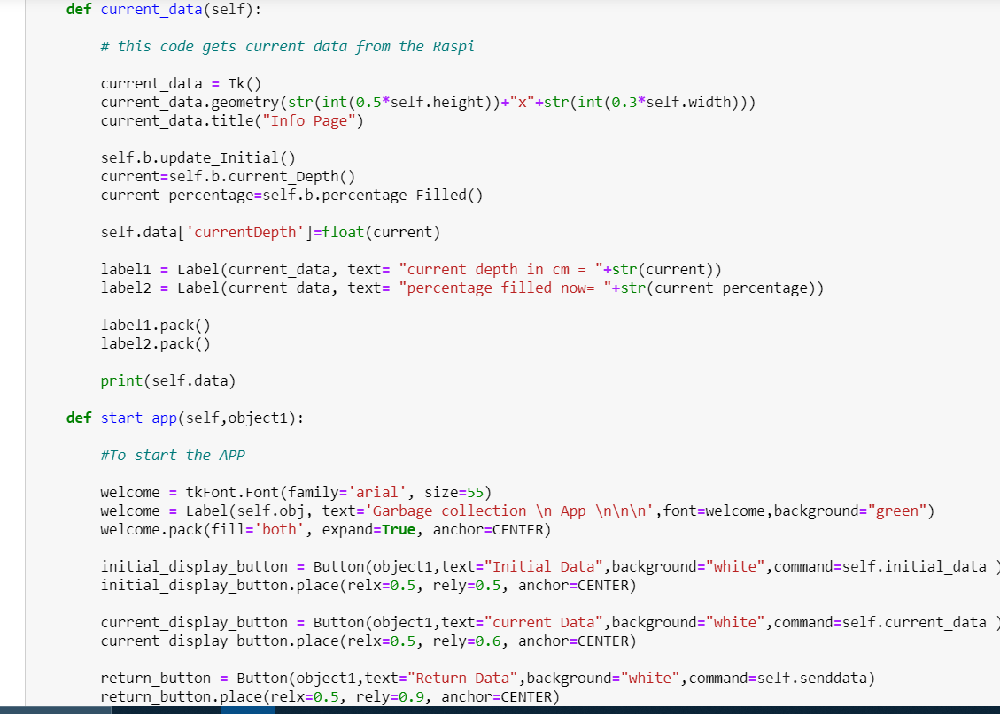 def current_data(self):
# this code gets current data from the Raspi
current_data = Tk()
current_data.geometry(str(int(0.5*self.height))+"x"+str(int(0.3*self.width)))
current_data.title("Info Page")
self.b.update_Initial()
current=self.b.current_Depth()
current_percentage=self.b.percentage_Filled()
self.data['currentDepth']=float(current)
label1 = Label(current_data, text= "current depth in cm = "+str(current))
label2 = Label(current_data, text= "percentage filled now= "+str(current_percentage))
label1.pack()
label2.pack()
print(self.data)
def start_app(self,object1):
#To start the APP
welcome = tkFont.Font(family='arial', size=55)
welcome = Label(self.obj, text='Garbage collection \n App \n\n\n',font=welcome,background="green")
welcome.pack(fill='both', expand=True, anchor=CENTER)
initial_display_button = Button(object1,text="Initial Data",background="white",command=self.initial_data )
initial_display_button.place(relx=0.5, rely=0.5, anchor=CENTER)
current_display_button = Button(object1,text="current Data",background="white",command=self.current_data )
current_display_button.place(relx=0.5, rely=0.6, anchor=CENTER)
return_button = Button(object1,text="Return Data",background="white",command=self.senddata)
return_button.place(relx=0.5, rely=0.9, anchor=CENTER)